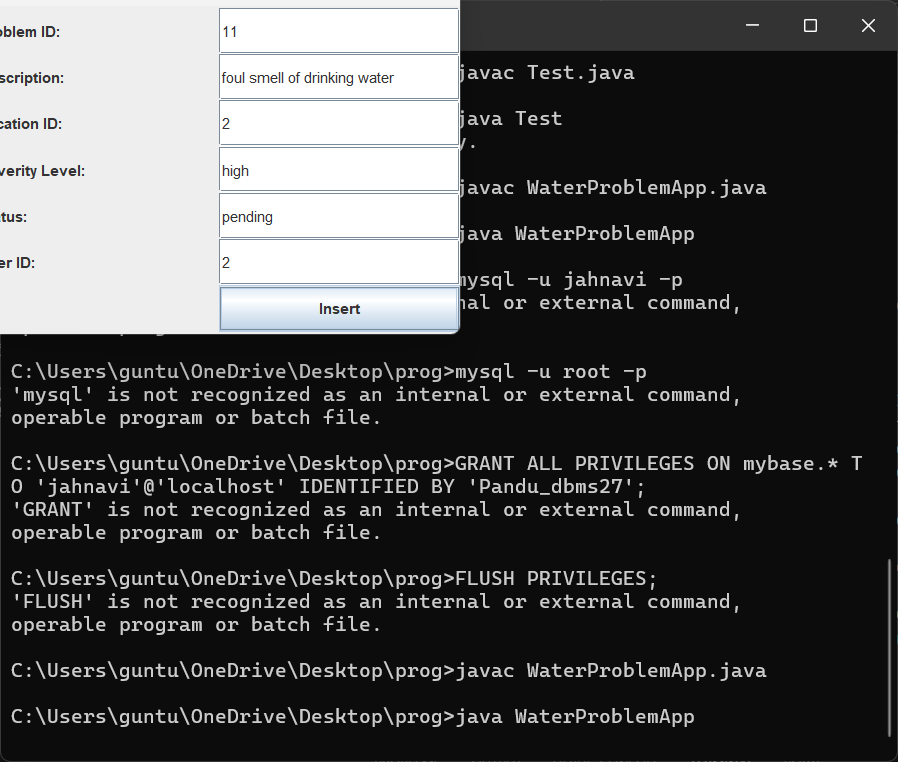 oblem ID:
11
scription:
foul smell of drinking water
cation ID:
2
verity Level:
high
tus:
pending
er ID:
2
Insert
javac Test.java
java Test
y.
javac WaterProblemApp.java
java WaterProblemApp
mysql -u jahnavi -p
nal or external command,
C:\Users\guntu\OneDrive\Desktop\prog>mysql -u root -p
'mysql' is not recognized as an internal or external command,
operable program or batch file.
C:\Users\guntu\OneDrive\Desktop\prog>GRANT ALL PRIVILEGES ON mybase.* T
O 'jahnavi'@'localhost' IDENTIFIED BY 'Pandu_dbms27';
'GRANT' is not recognized as an internal or external command,
operable program or batch file.
C:\Users\guntu\OneDrive\Desktop\prog>FLUSH PRIVILEGES;
'FLUSH' is not recognized as an internal or external command,
operable program or batch file.
C:\Users\guntu\OneDrive\Desktop\prog>javac WaterProblemApp.java
C:\Users\guntu\OneDrive\Desktop\prog>java WaterProblemApp